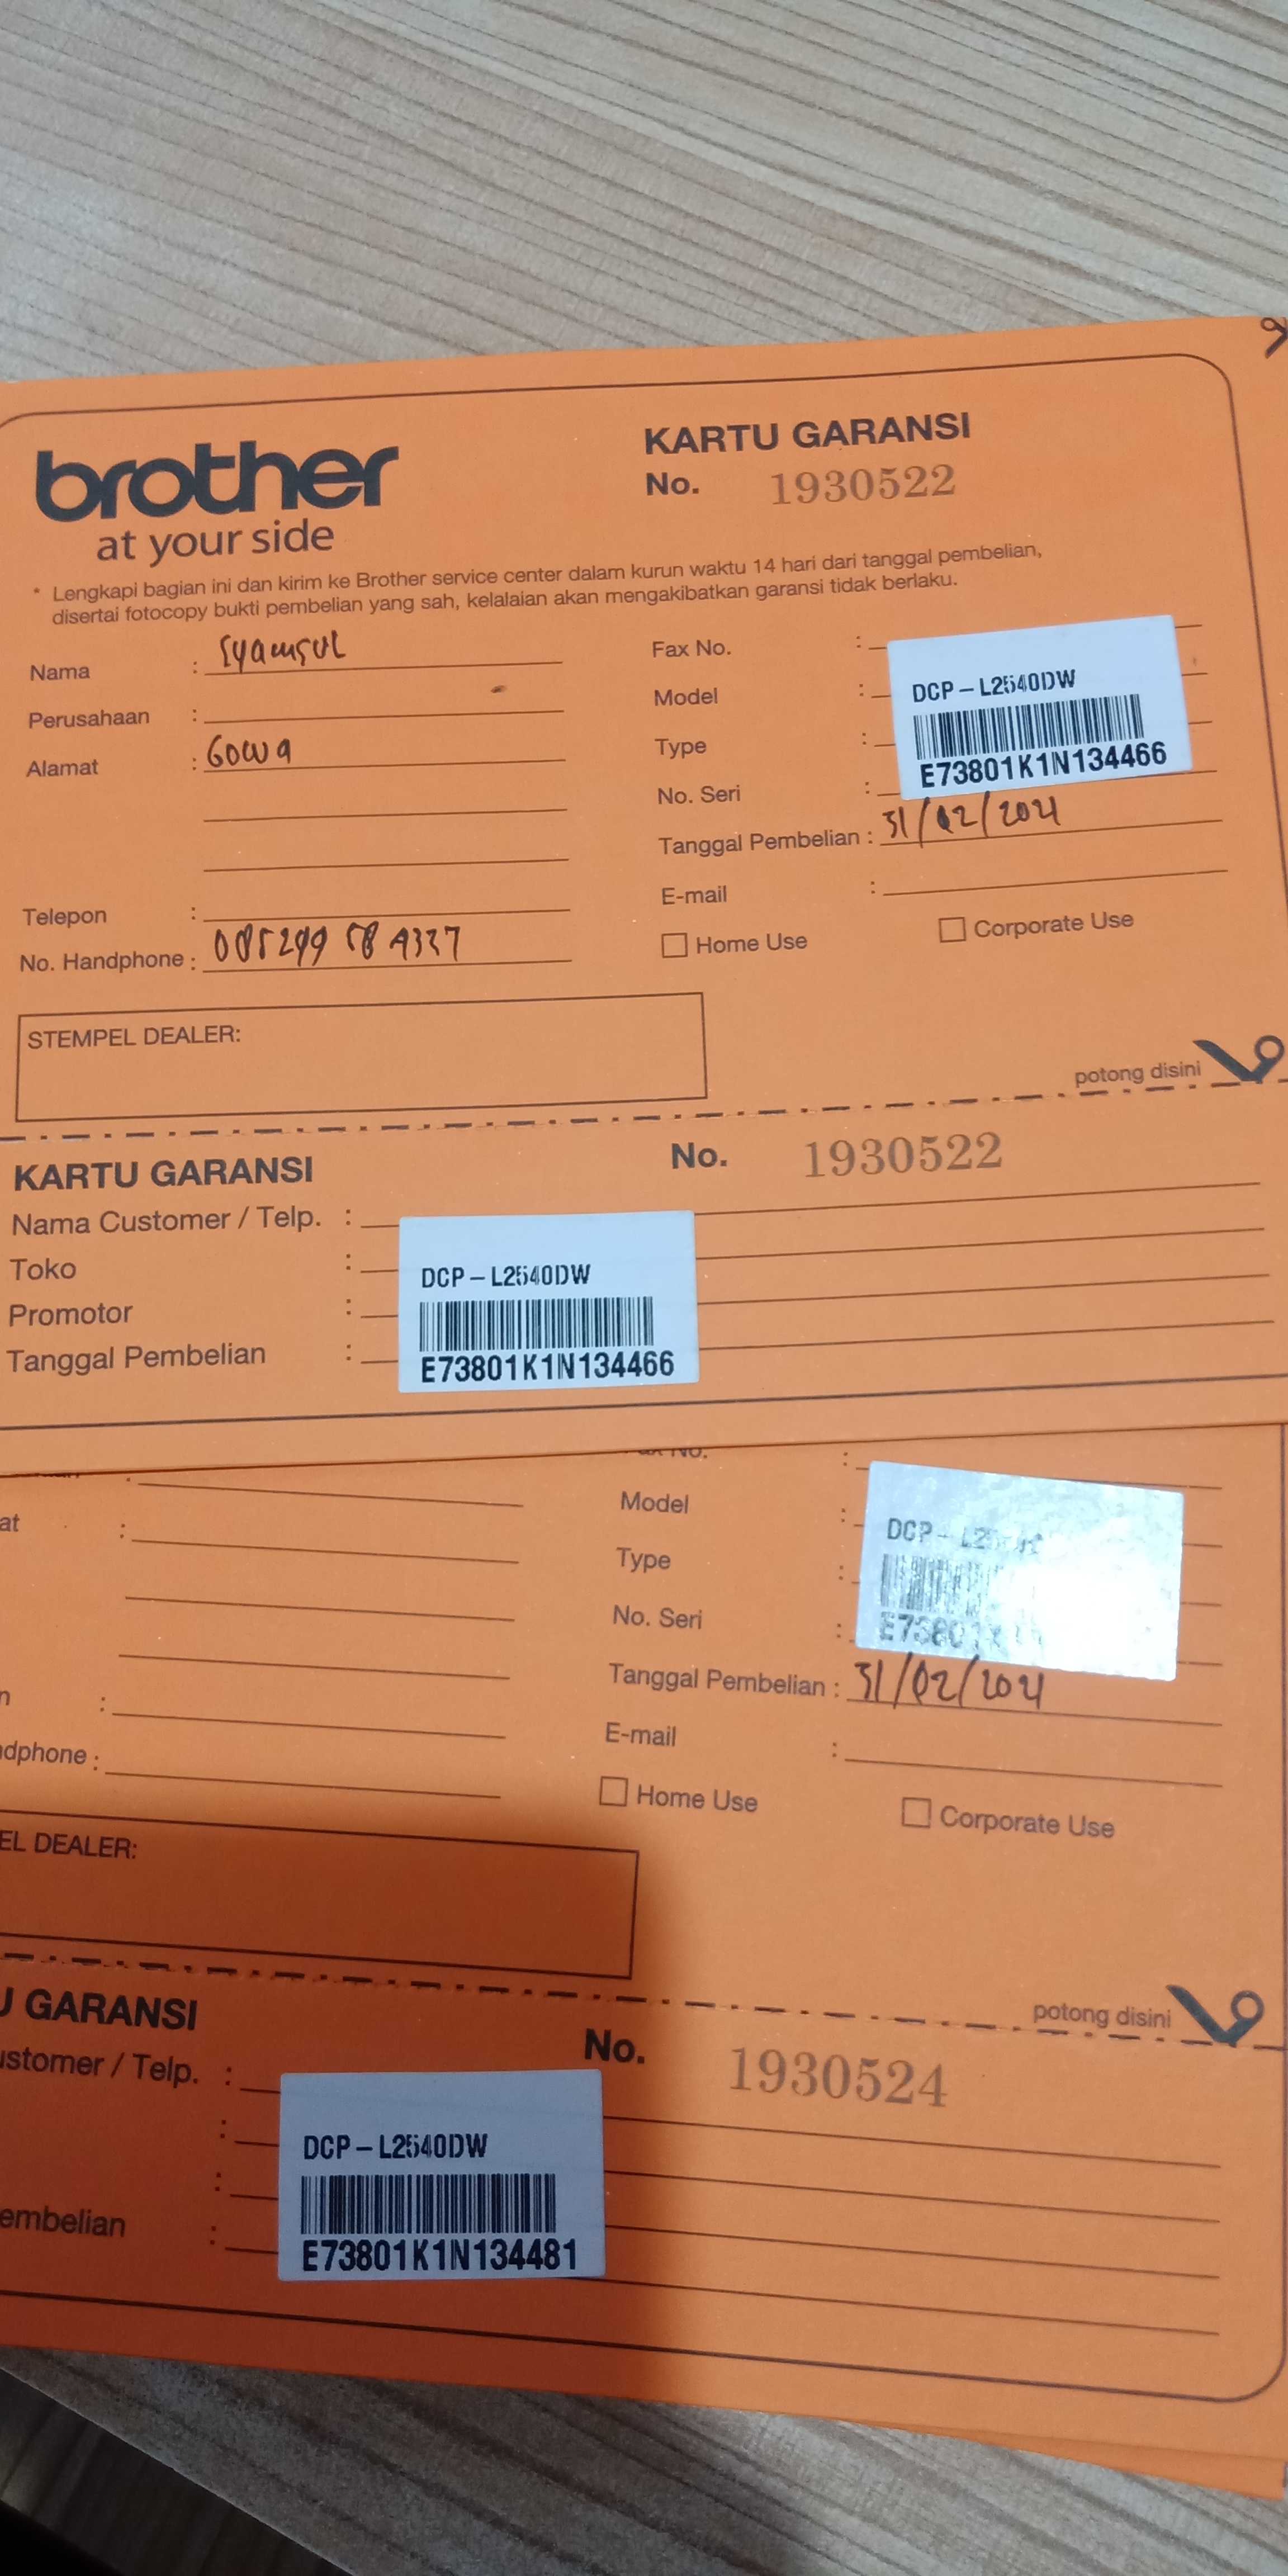 brother
at your side
KARTU GARANSI
No. 1930522
* Lengkapi bagian ini dan kirim ke Brother service center dalam kurun waktu 14 hari dari tanggal pembelian,
disertai fotocopy bukti pembelian yang sah, kelalaian akan mengakibatkan garansi tidak berlaku.
Nama : Syamsul
Perusahaan :
Alamat : Gowa
Telepon :
No. Handphone :
Fax No. :
Model :
Type :
No. Seri :
DCP-L2540DW
E73801K1N134466
Tanggal Pembelian : 31/02/2021
E-mail :
Home Use
Corporate Use
STEMPEL DEALER:
potong disini
KARTU GARANSI
No. 1930522
Nama Customer / Telp. :
Toko :
Promotor :
Tanggal Pembelian :
DCP-L2540DW
E73801K1N134466
at :
n :
dphone :
Model :
Type :
No. Seri :
Tanggal Pembelian : 31/02/2021
E-mail :
Home Use
Corporate Use
EL DEALER:
potong disini
U GARANSI
No. 1930524
ustomer / Telp. :
embelian :
DCP-L2540DW
E73801K1N134481